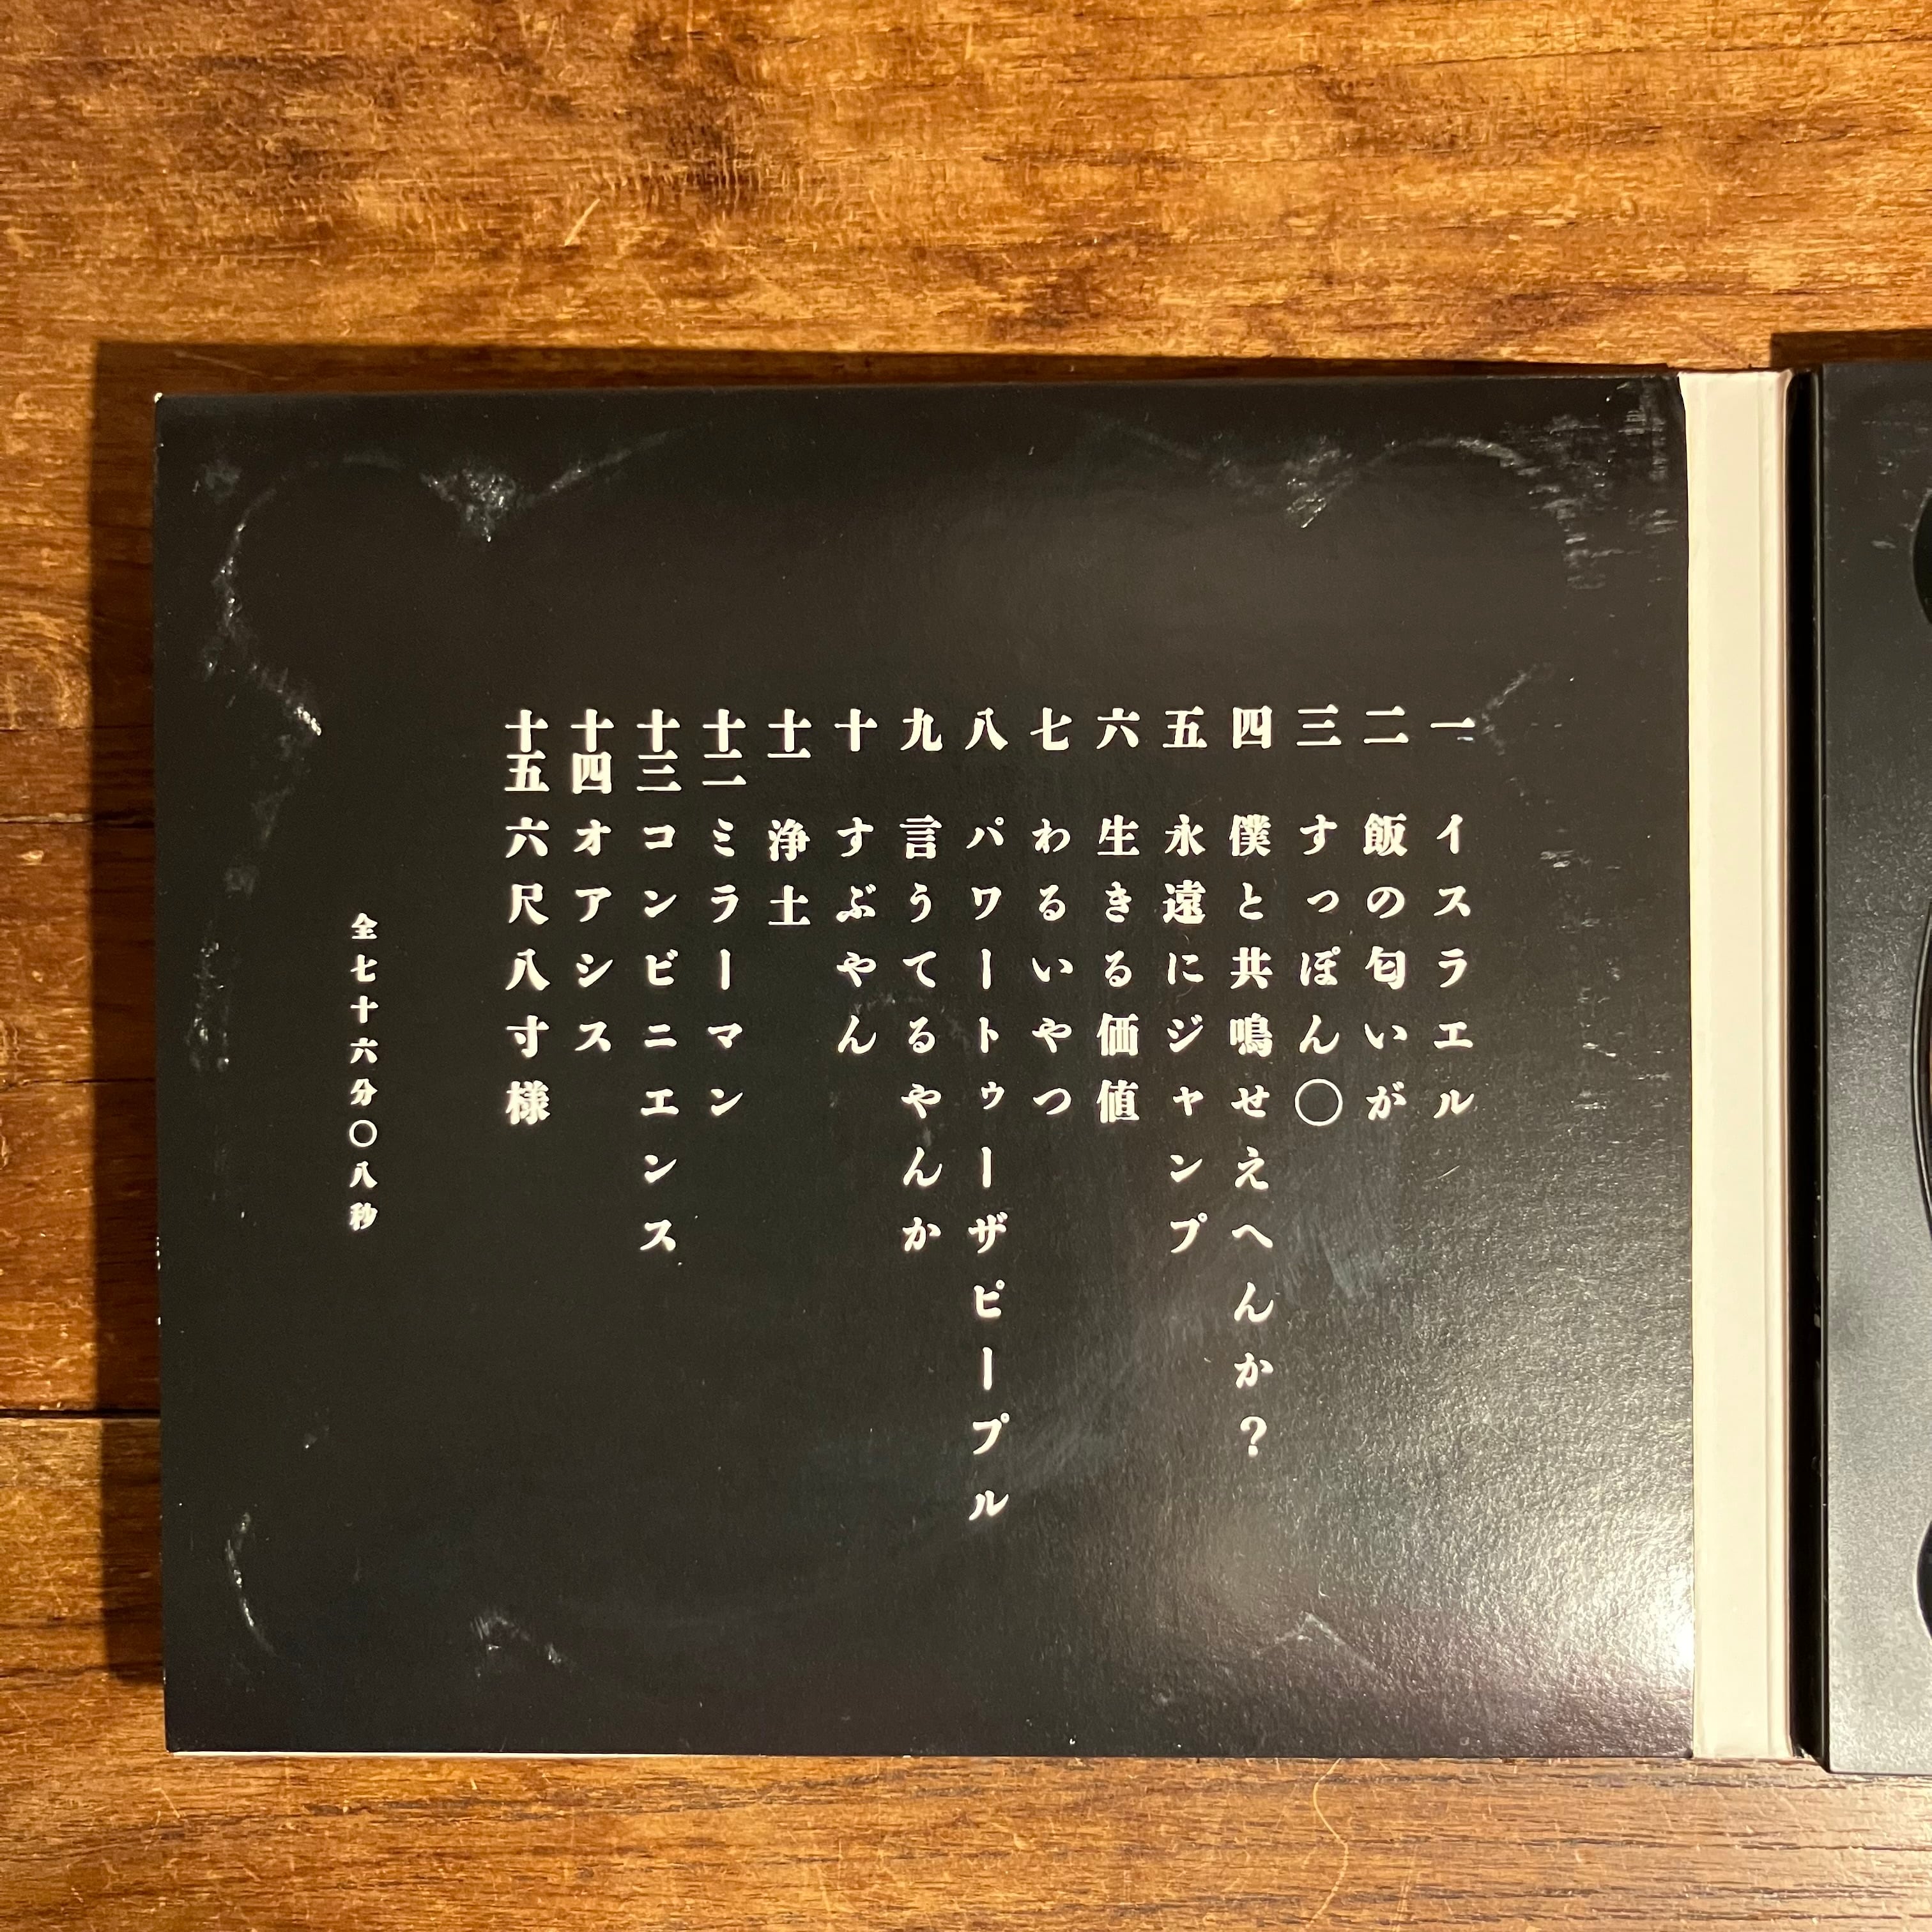 一 イスラエル
二 飯の匂いが
三 すっぽん〇
四 僕と共鳴せえへんか？
五 永遠にジャンプ
六 生きる価値
七 わるいやつ
八 パワートゥーザピープル
九 言うてるやんか
十 すぶやん
十一 浄土
十二 ミラーマン
十三 コンビニエンス
十四 オアシス
十五 六尺八寸様
全七十六分〇八秒